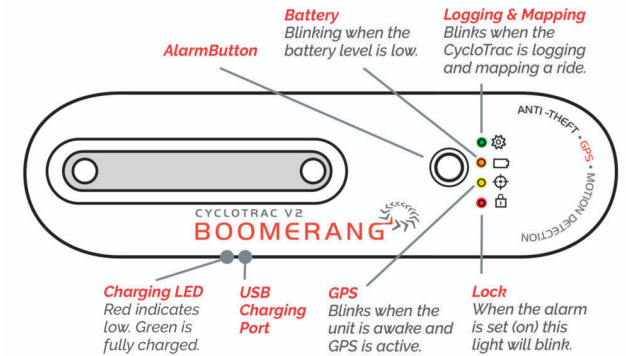 Battery
Blinking when the
battery level is low.
Logging & Mapping
Blinks when the
CycloTrac is logging
and mapping a ride.
AlarmButton
ANTI-THEFT • GPS • MOTION DETECTION
CYCLOTRAC V2
BOOMERANG
Charging LED
Red indicates
low. Green is
fully charged.
USB
Charging
Port
GPS
Blinks when the
unit is awake and
GPS is active.
Lock
When the alarm
is set (on) this
light will blink.